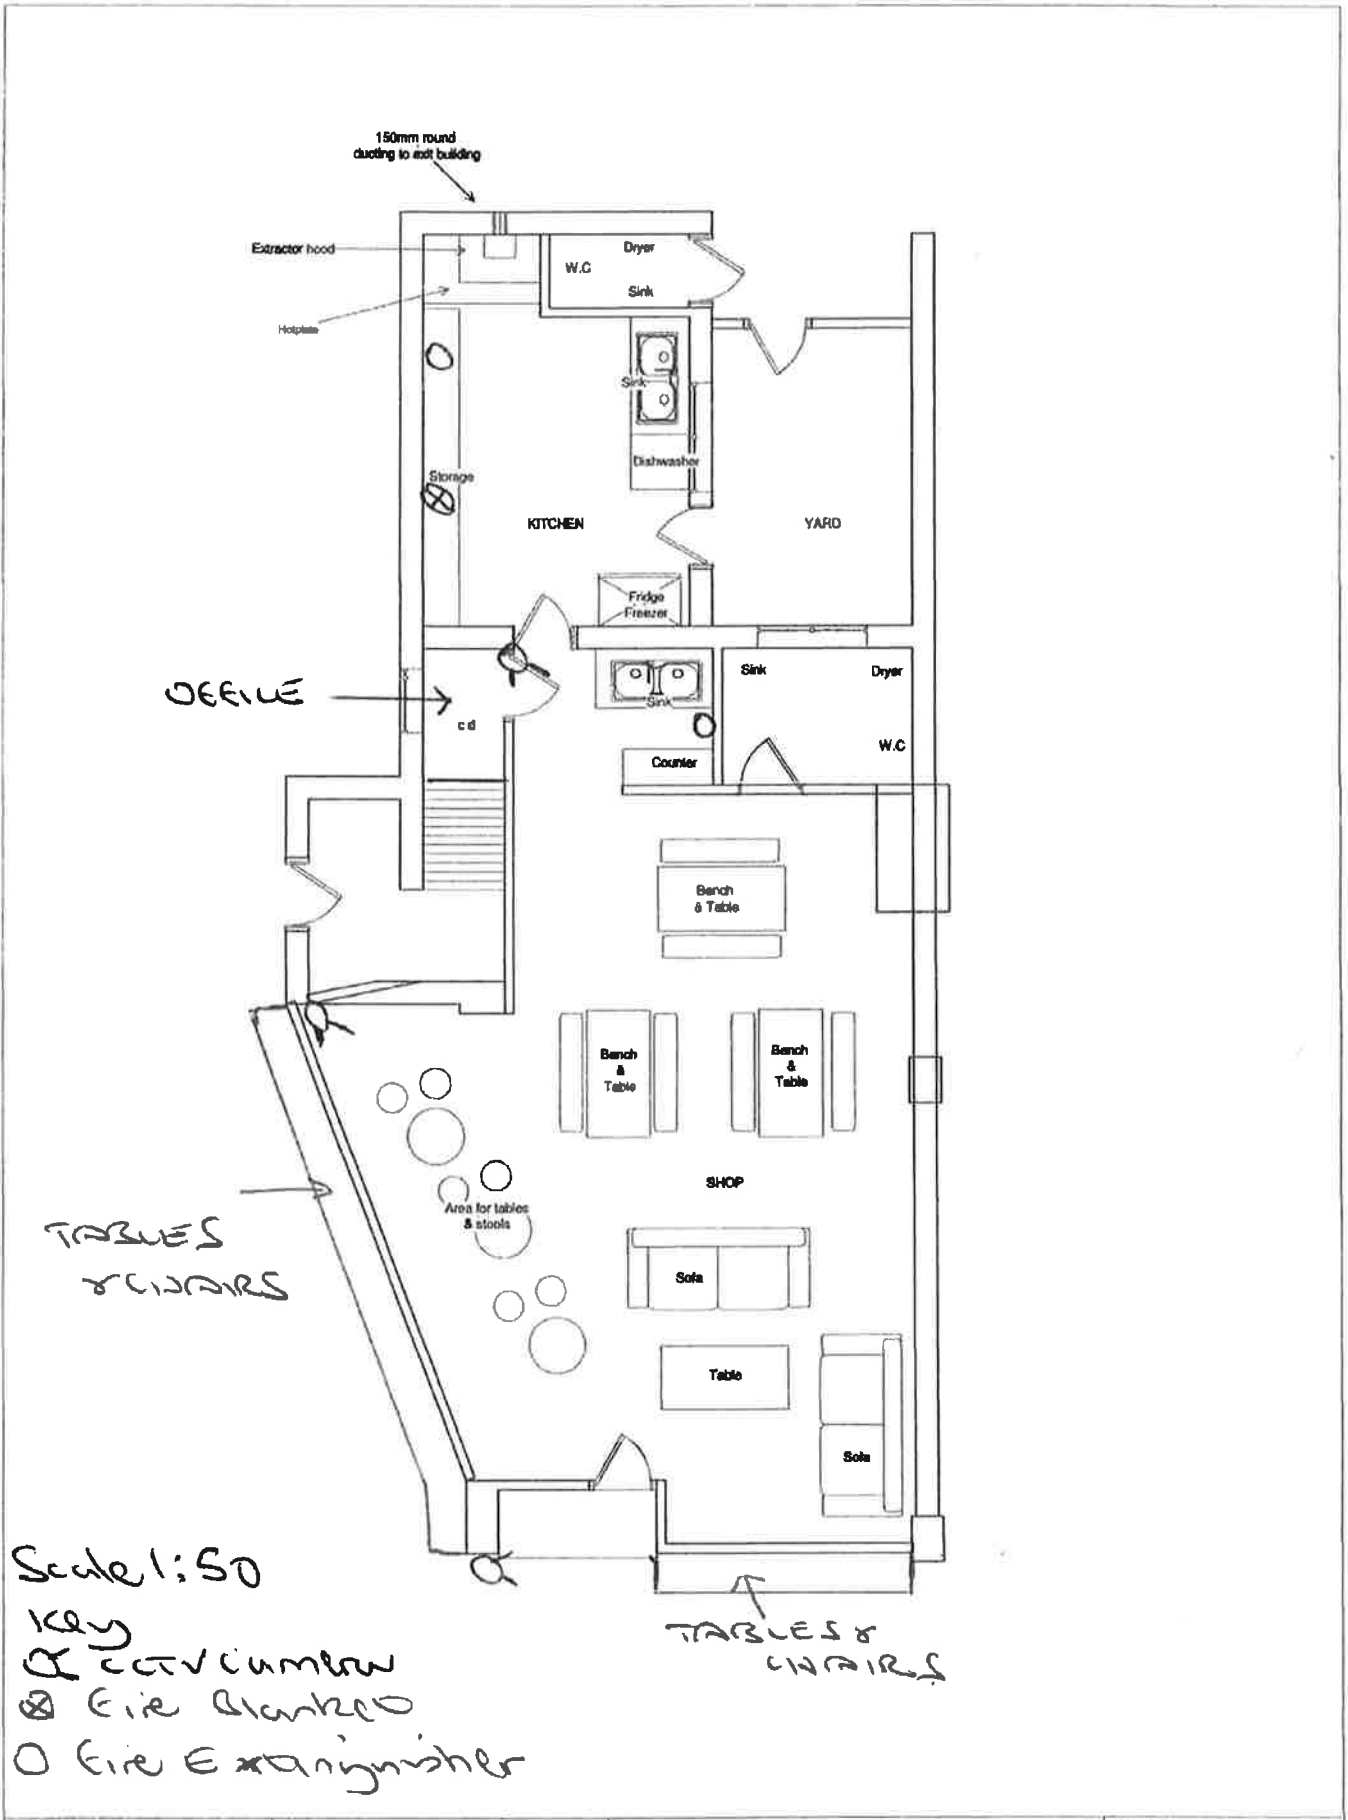 150mm round
ducting to exit building
Extractor hood
Dryer
W.C
Sink
Hotplate
Sink
Dishwasher
Storage
KITCHEN
YARD
Fridge
Freezer
OFFICE
Sink
Dryer
Sink
c d
W.C
Counter
Bench
& Table
Bench
&
Table
Bench
&
Table
SHOP
Area for tables
& stools
TABLES
& CHAIRS
Sofa
Table
Sofa
Scale 1:50
Key
CCTV Camera
Fire Blanket
Fire Extinguisher
TABLES &
CHAIRS